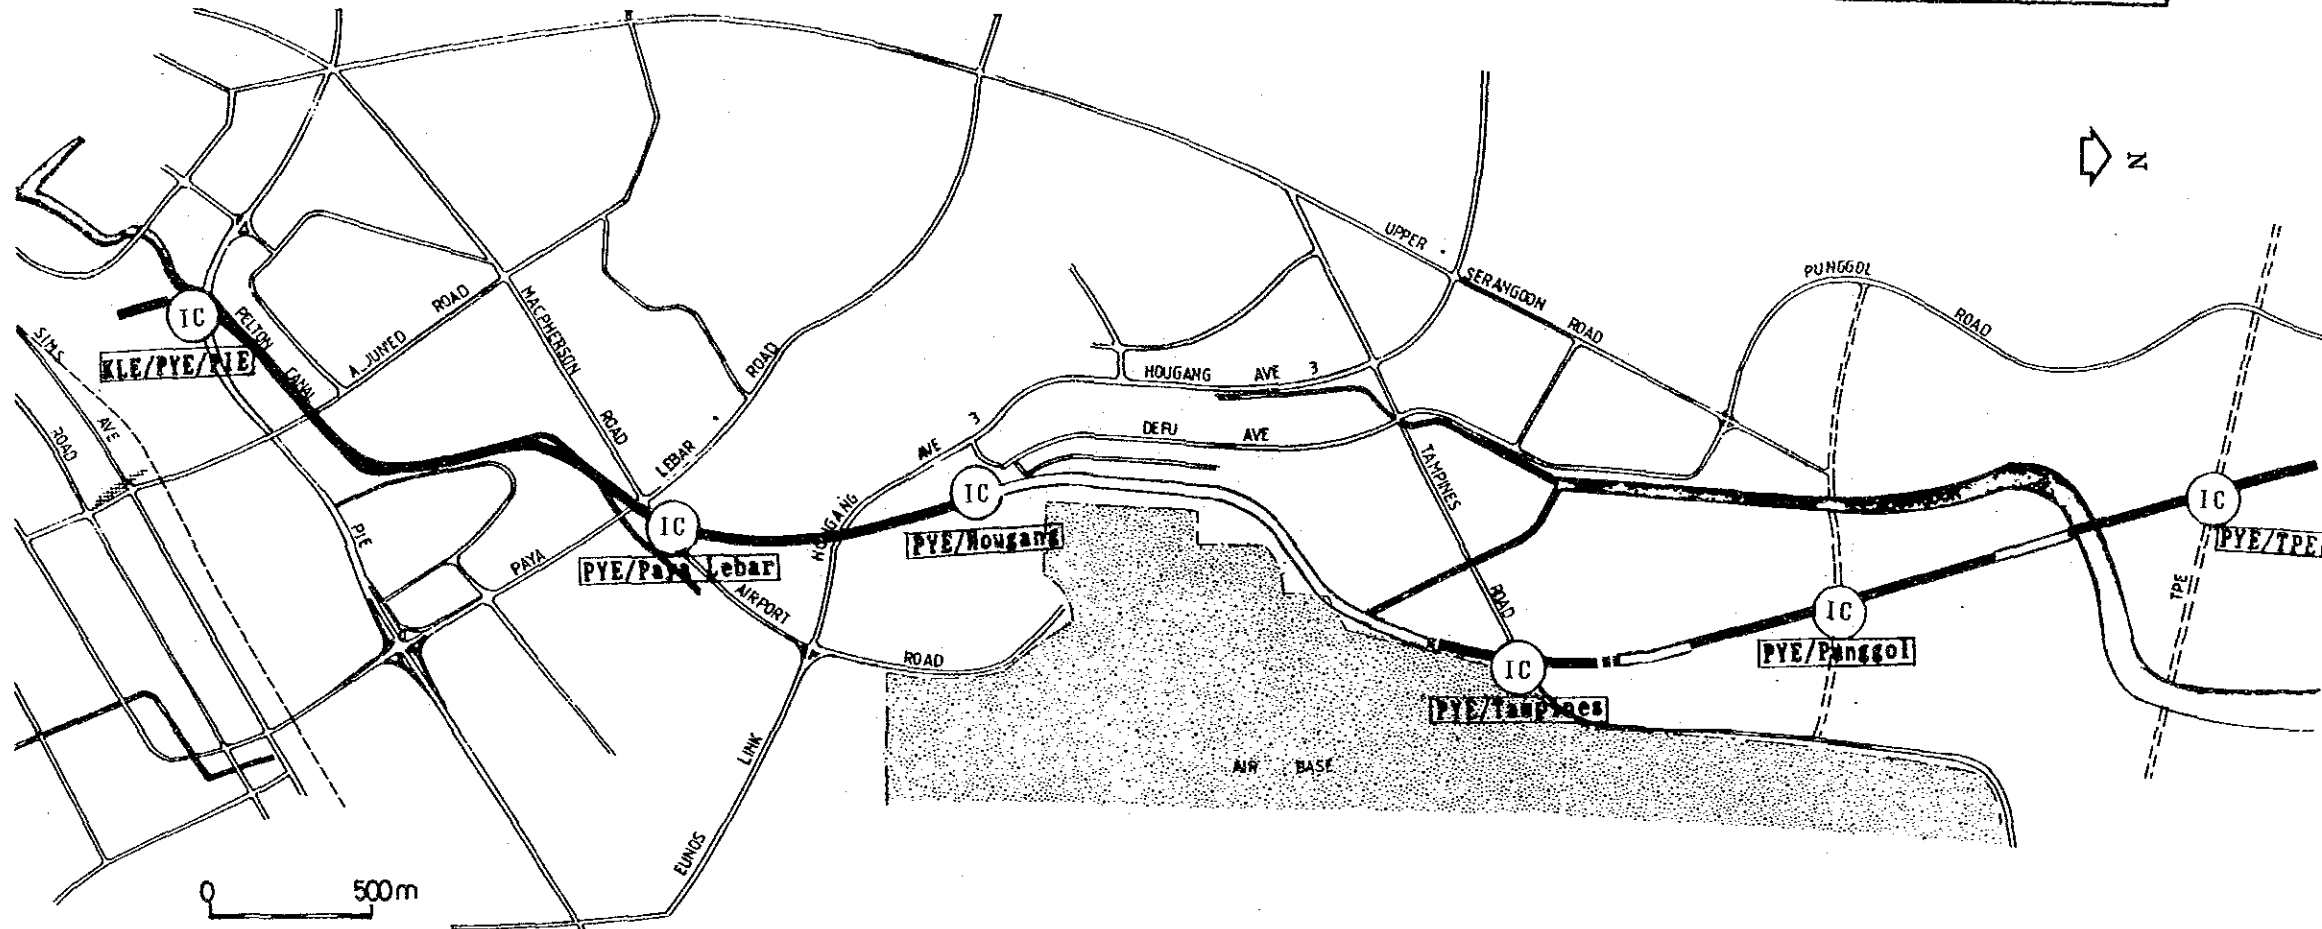 N
UPPER
SERANGOON
ROAD
PUNGGOL
ROAD
IC
KLE/PYE/PIE
PELTON
CANAL
SIMS
AVE
ROAD
ROAD
MACPHERSON
ROAD
LEBAR
ROAD
HOUGANG
AVE
3
DEFU
AVE
HOUGANG
AVE
3
TAMPINES
ROAD
PIE
PAYA
IC
PYE/Paya Lebar
IC
PYE/Hougang
AIRPORT
ROAD
IC
PYE/Tampines
IC
PYE/Punggol
IC
PYE/TPE
TPE
AIR BASE
EUNOS
LINK
0 500m